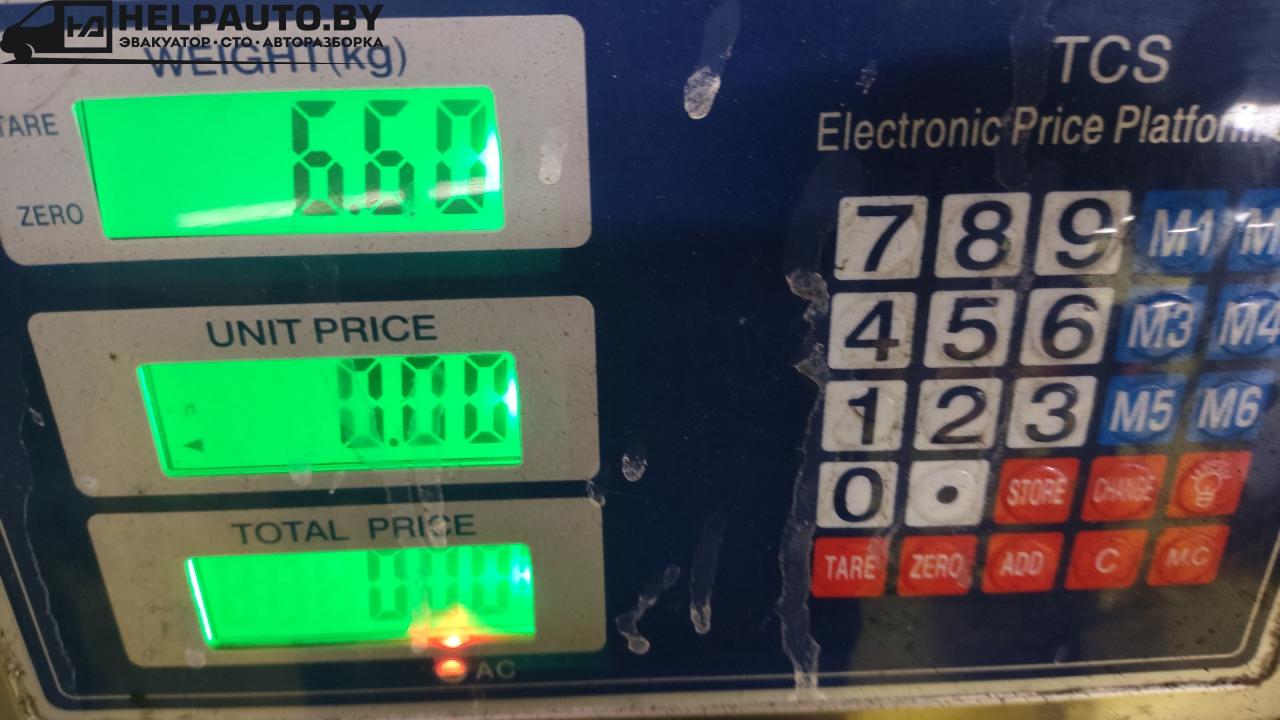 HELPAUTO.BY
ЭВАКУАТОР • СТО • АВТОРАЗБОРКА
WEIGHT(kg)
TARE
6.60
ZERO
UNIT PRICE
0.00
TOTAL PRICE
0.00
AC
TCS
Electronic Price Platform
7 8 9 M1
4 5 6 M3 M4
1 2 3 M5 M6
0 • STORE CHANGE
TARE ZERO ADD C M.C